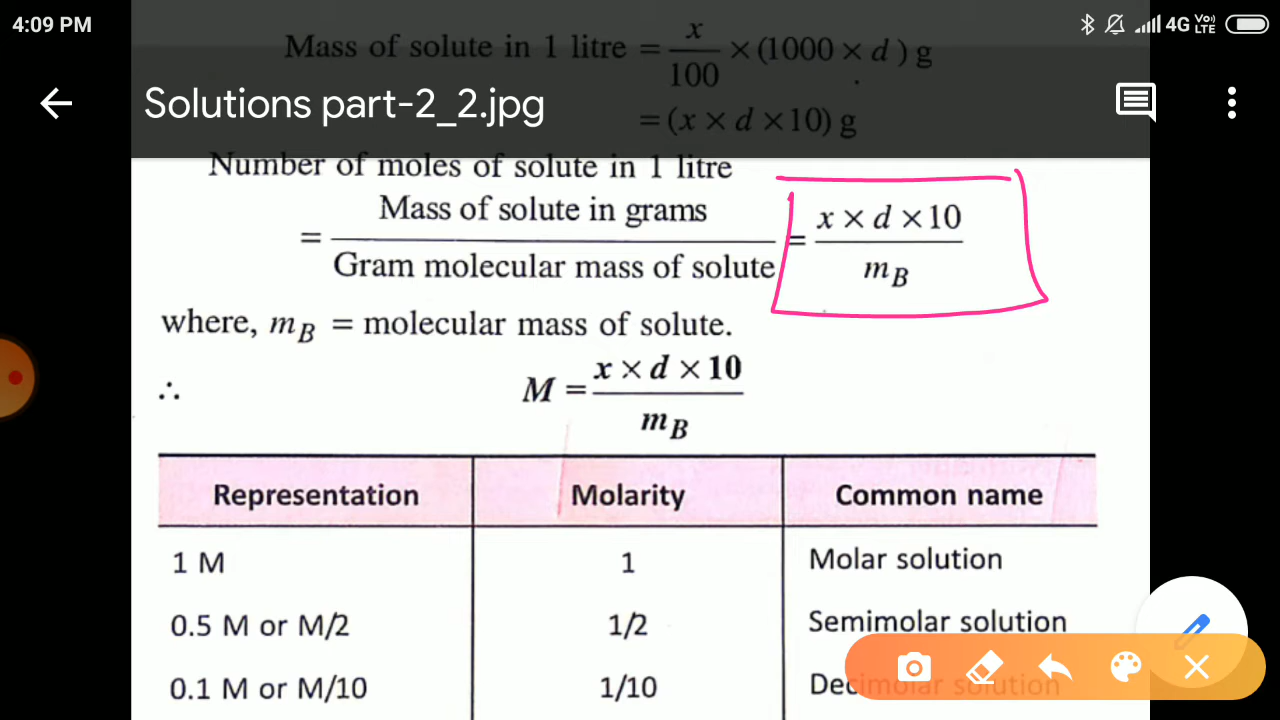 4:09 PM
4G Vo) LTE
Mass of solute in 1 litre = x/100 × (1000 × d) g
Solutions part-2_2.jpg
= (x × d × 10) g
Number of moles of solute in 1 litre
= Mass of solute in grams / Gram molecular mass of solute = x × d × 10 / m_B
where, m_B = molecular mass of solute.
∴ M = x × d × 10 / m_B
Representation Molarity Common name
1 M 1 Molar solution
0.5 M or M/2 1/2 Semimolar solution
0.1 M or M/10 1/10 Decimolar solution